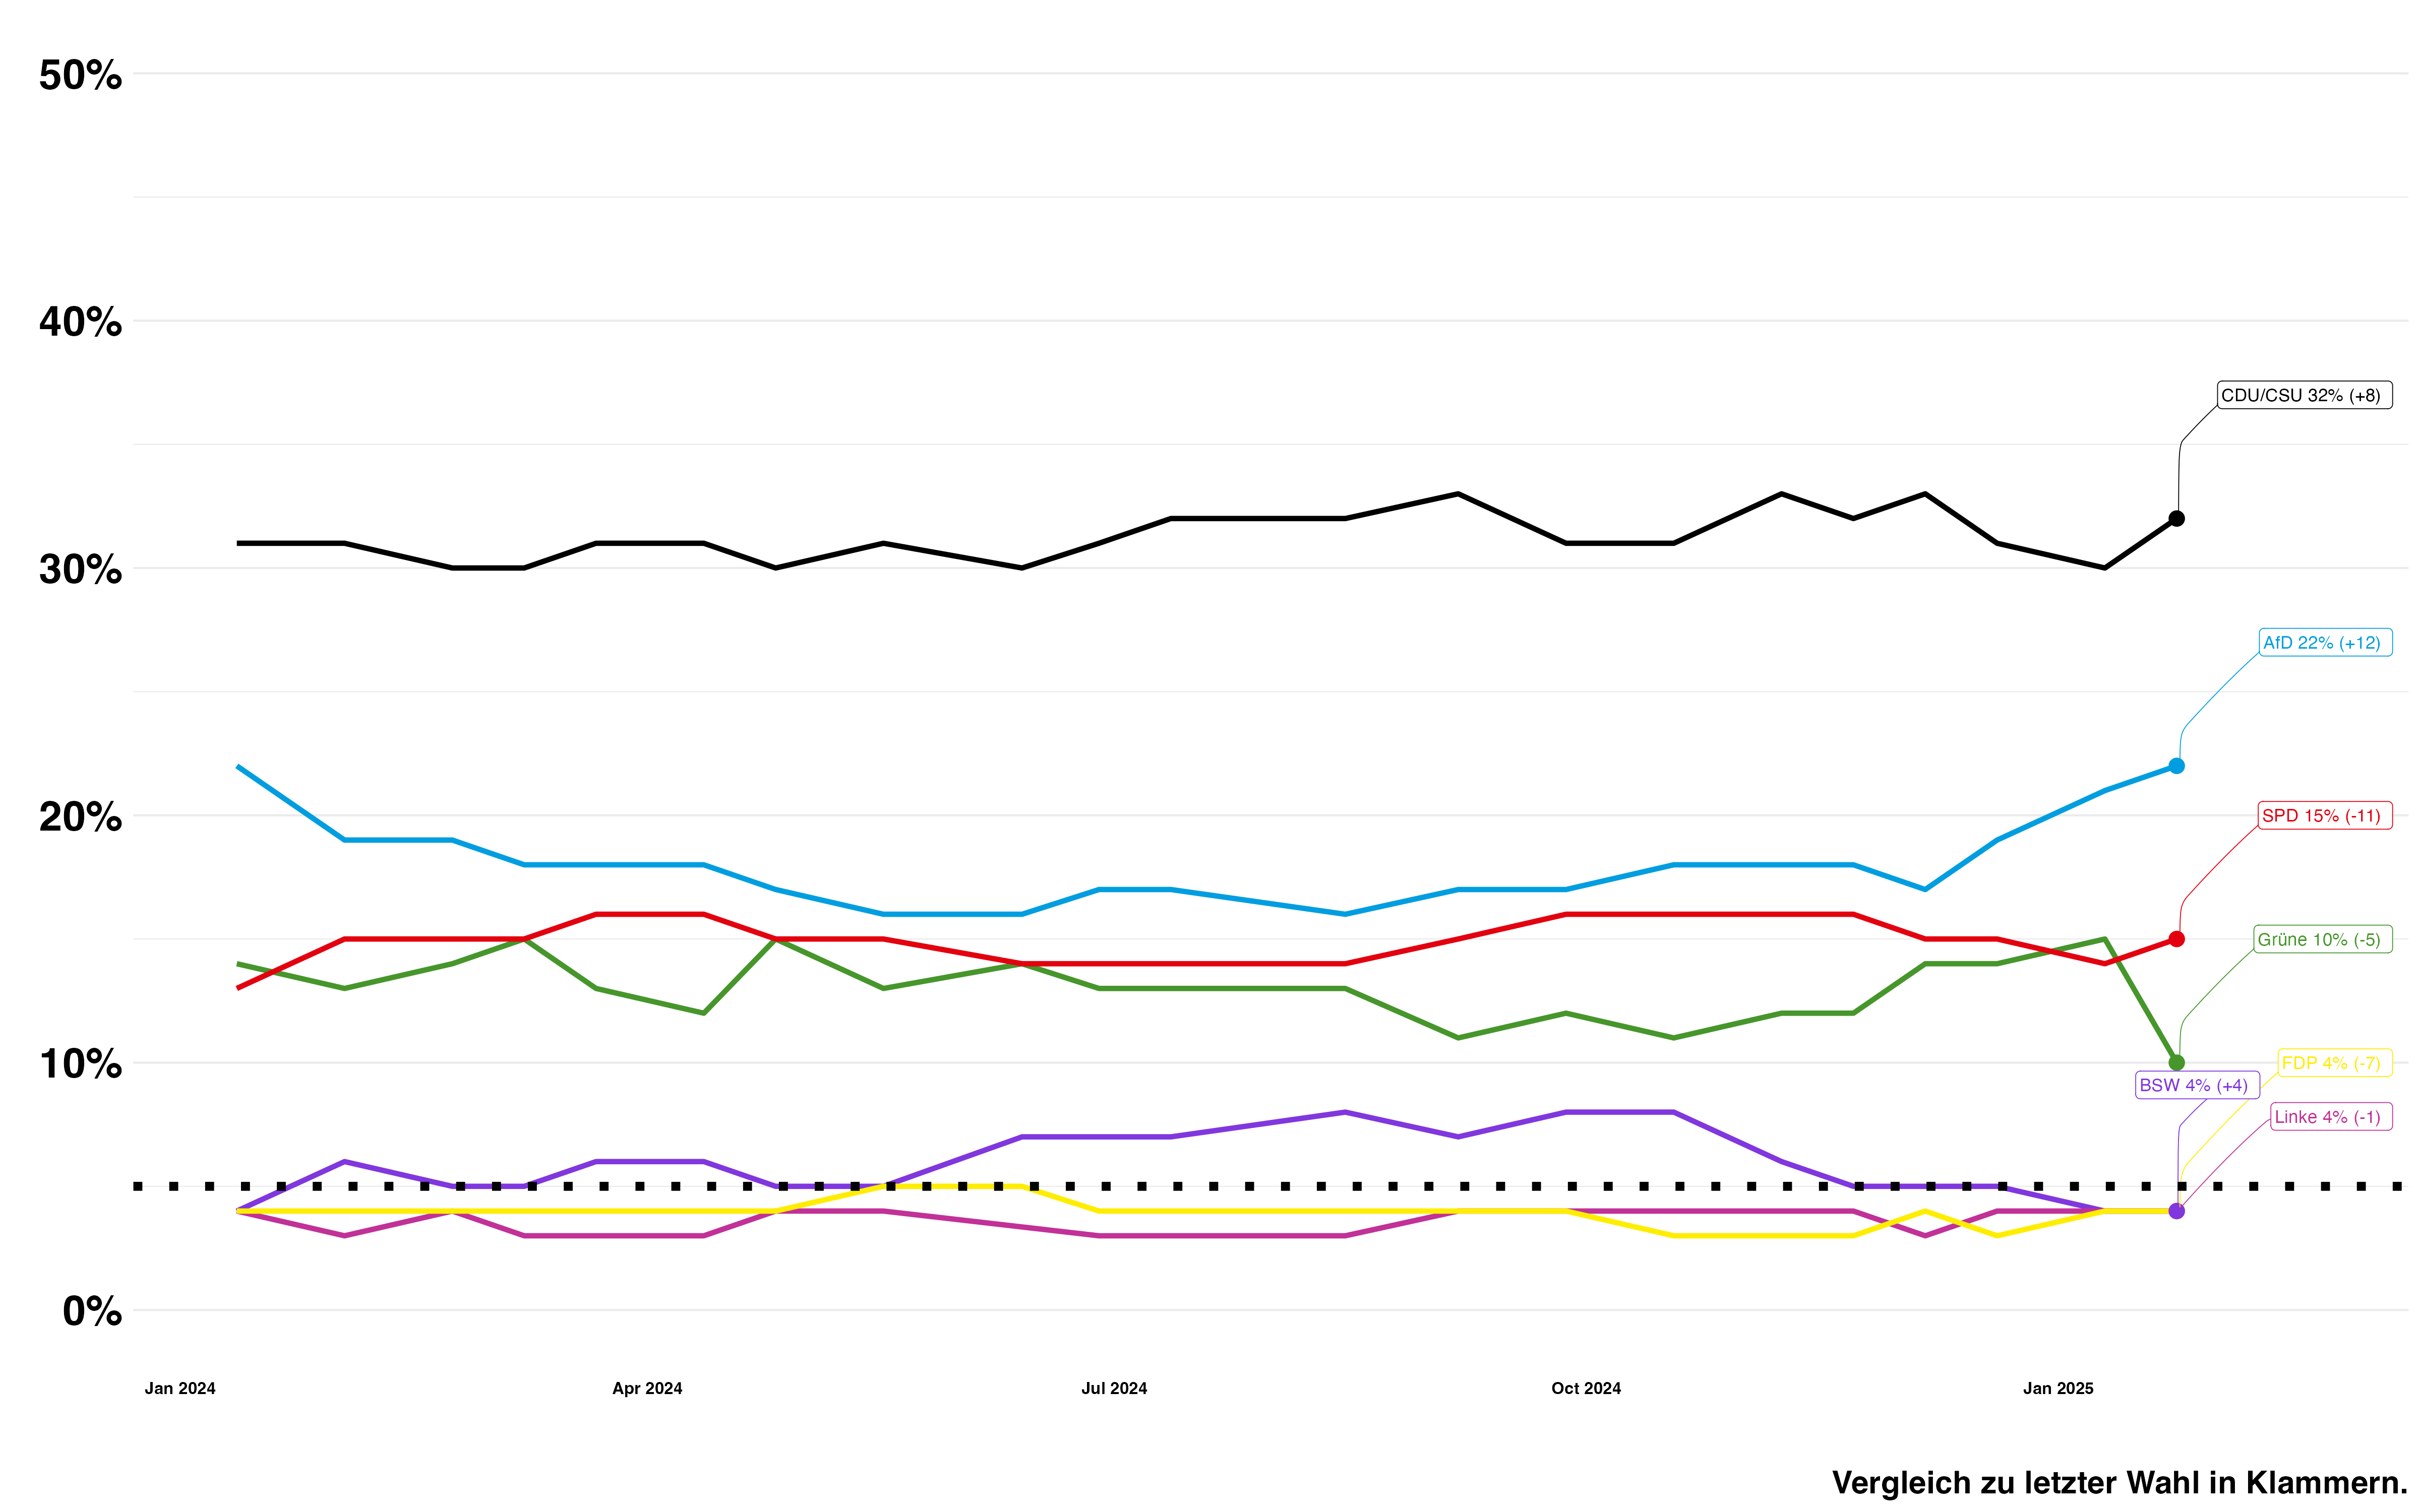 50%
40%
CDU/CSU 32% (+8)
30%
AfD 22% (+12)
20%
SPD 15% (-11)
Grüne 10% (-5)
10%
FDP 4% (-7)
BSW 4% (+4)
Linke 4% (-1)
0%
Jan 2024 Apr 2024 Jul 2024 Oct 2024 Jan 2025
Vergleich zu letzter Wahl in Klammern.